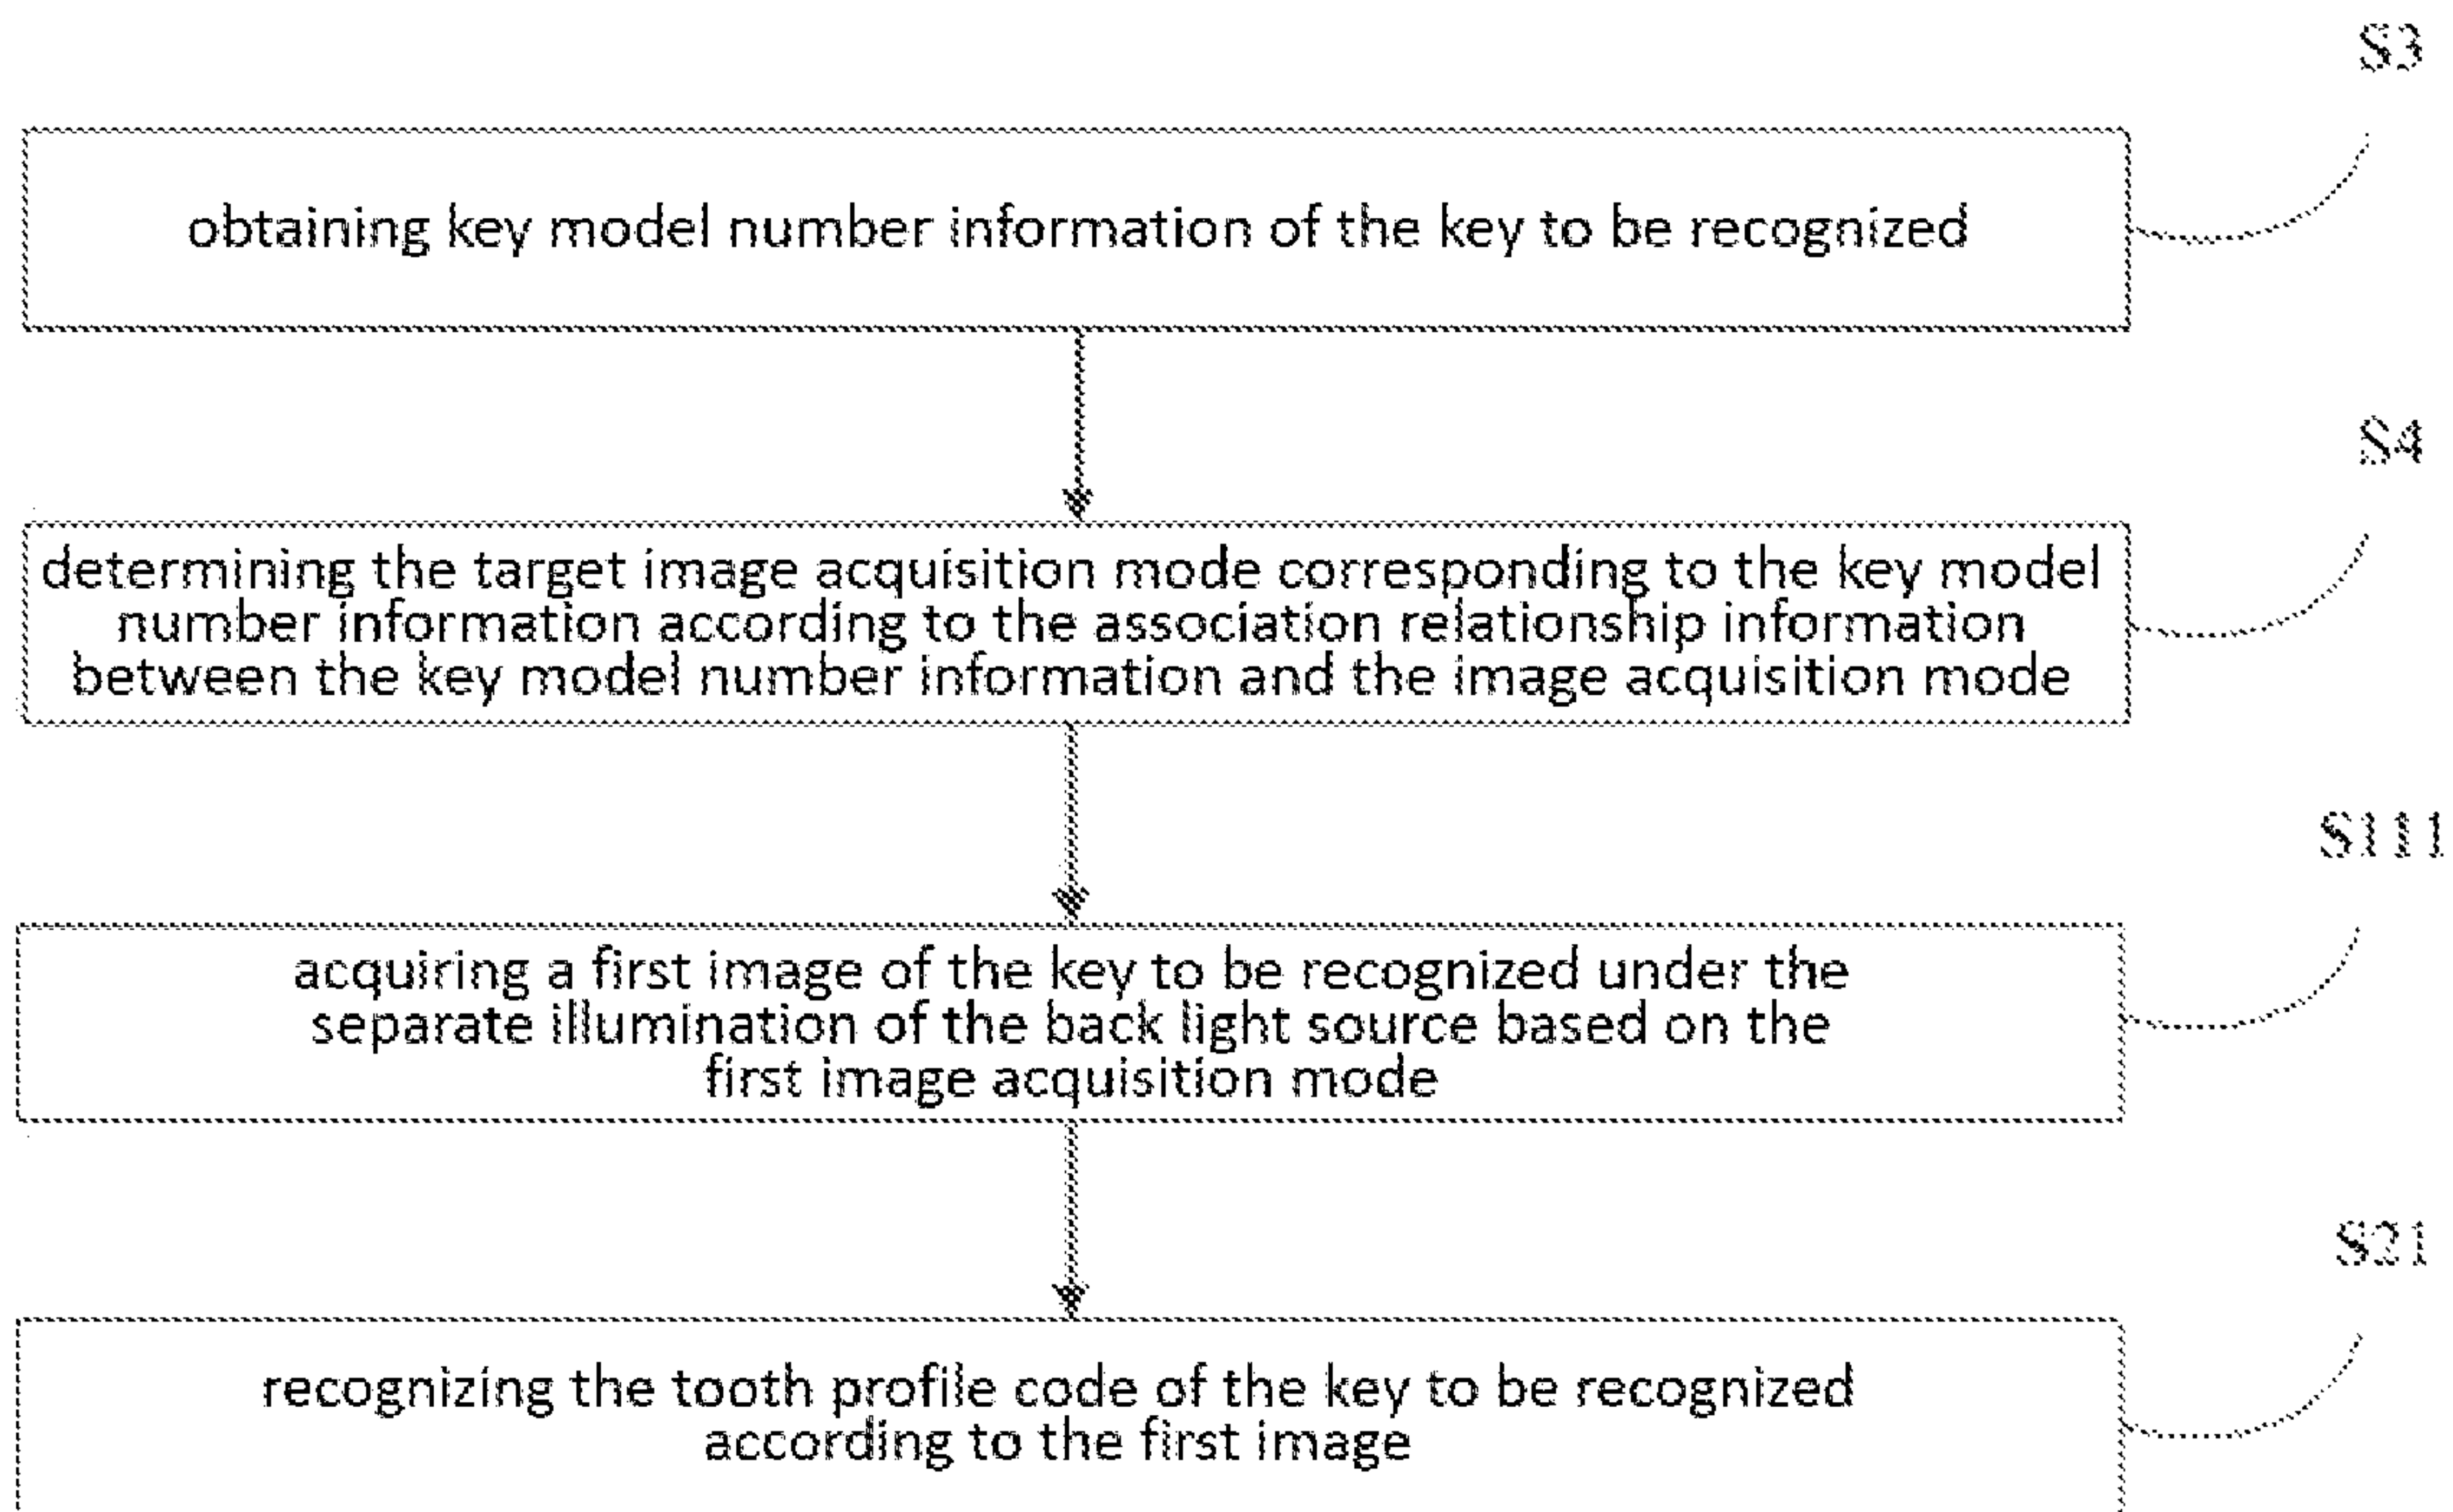 S3
obtaining key model number information of the key to be recognized
S4
determining the target image acquisition mode corresponding to the key model
number information according to the association relationship information
between the key model number information and the image acquisition mode
S111
acquiring a first image of the key to be recognized under the
separate illumination of the back light source based on the
first image acquisition mode
S21
recognizing the tooth profile code of the key to be recognized
according to the first image